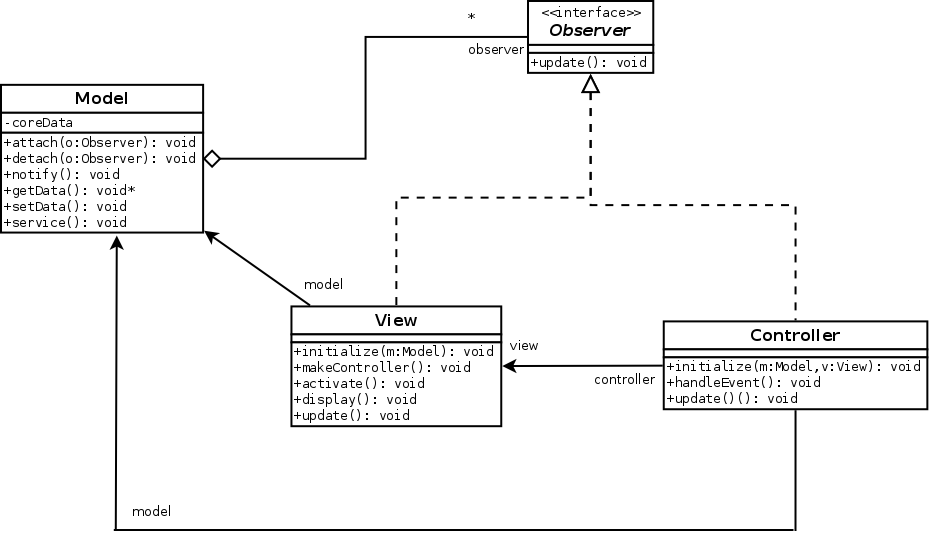 *
<<interface>>
Observer
observer
+update(): void
Model
-coreData
+attach(o:Observer): void
+detach(o:Observer): void
+notify(): void
+getData(): void*
+setData(): void
+service(): void
model
View
+initialize(m:Model): void
+makeController(): void
+activate(): void
+display(): void
+update(): void
view
controller
Controller
+initialize(m:Model,v:View): void
+handleEvent(): void
+update()(): void
model